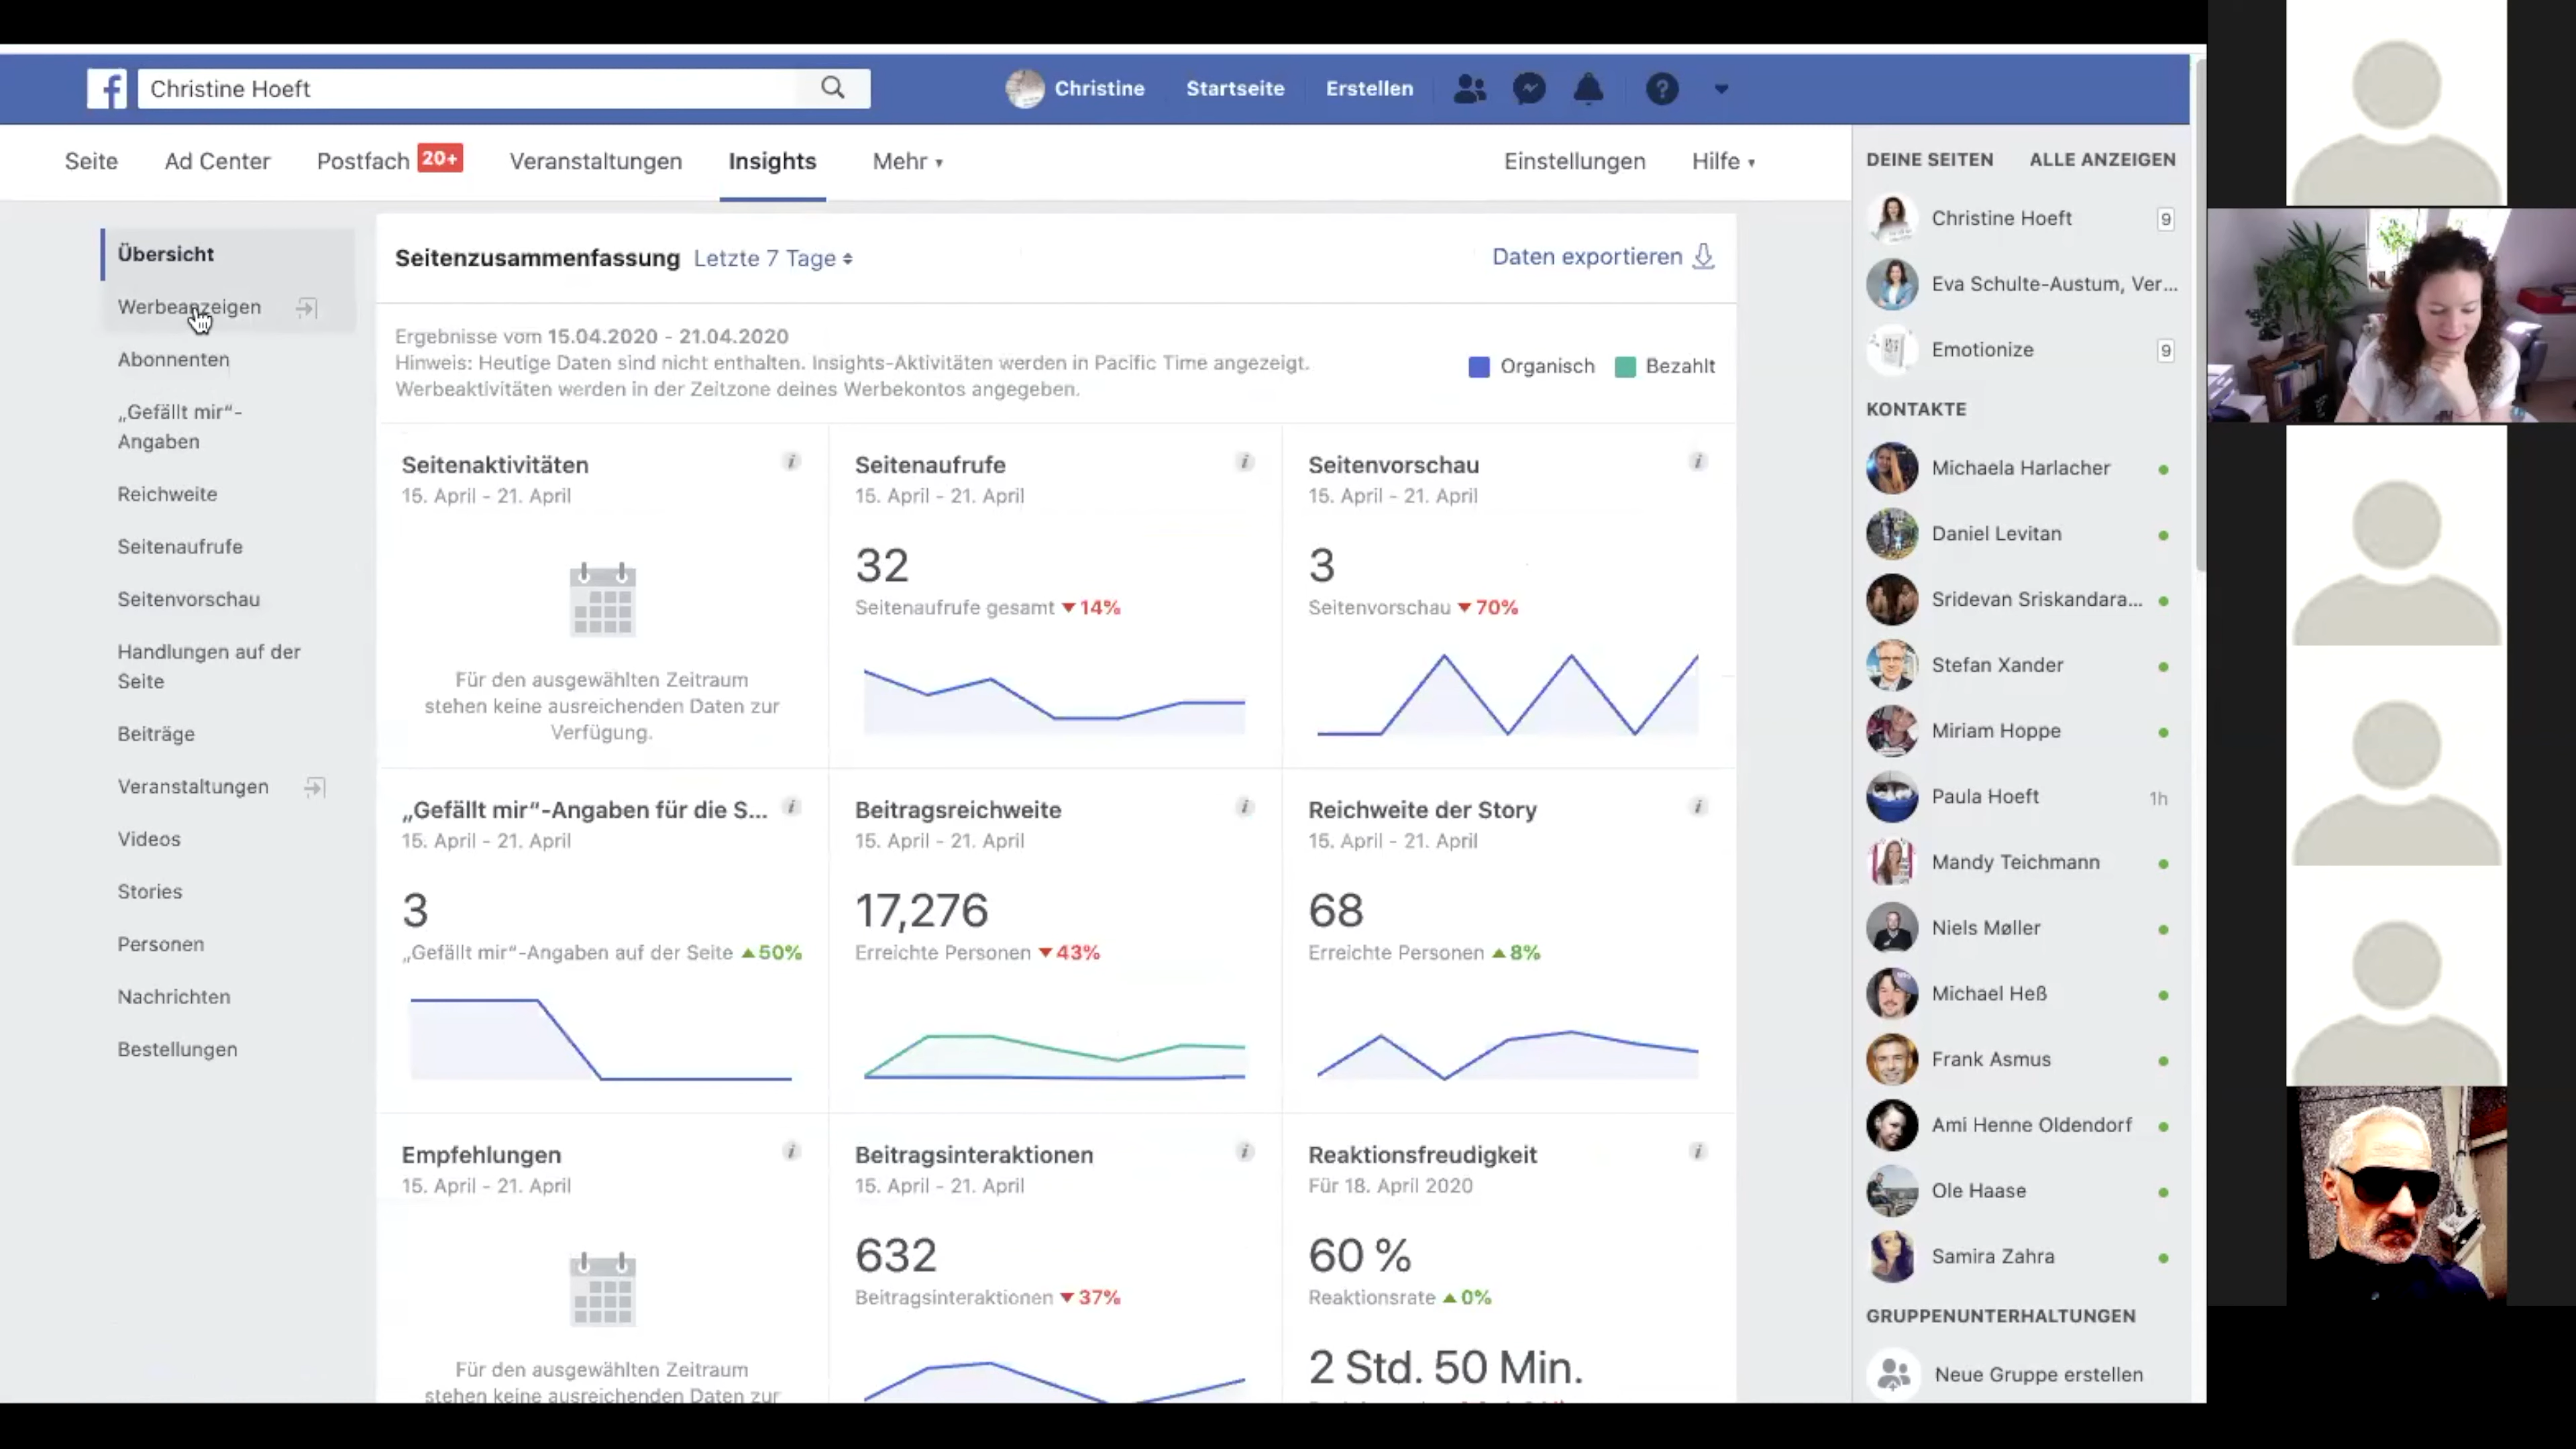 Christine Hoeft
Christine
Startseite
Erstellen
Seite
Ad Center
Postfach 20+
Veranstaltungen
Insights
Mehr
Einstellungen
Hilfe
Übersicht
Werbeanzeigen
Abonnenten
„Gefällt mir“-
Angaben
Reichweite
Seitenaufrufe
Seitenvorschau
Handlungen auf der
Seite
Beiträge
Veranstaltungen
Videos
Stories
Personen
Nachrichten
Bestellungen
Seitenzusammenfassung Letzte 7 Tage
Daten exportieren
Ergebnisse vom 15.04.2020 - 21.04.2020
Hinweis: Heutige Daten sind nicht enthalten. Insights-Aktivitäten werden in Pacific Time angezeigt.
Werbeaktivitäten werden in der Zeitzone deines Werbekontos angegeben.
Organisch
Bezahlt
Seitenaktivitäten
15. April - 21. April
Für den ausgewählten Zeitraum
stehen keine ausreichenden Daten zur
Verfügung.
Seitenaufrufe
15. April - 21. April
32
Seitenaufrufe gesamt ▼14%
Seitenvorschau
15. April - 21. April
3
Seitenvorschau ▼70%
„Gefällt mir“-Angaben für die S...
15. April - 21. April
3
„Gefällt mir“-Angaben auf der Seite ▲50%
Beitragsreichweite
15. April - 21. April
17,276
Erreichte Personen ▼43%
Reichweite der Story
15. April - 21. April
68
Erreichte Personen ▲8%
Empfehlungen
15. April - 21. April
Für den ausgewählten Zeitraum
stehen keine ausreichenden Daten zur
Beitragsinteraktionen
15. April - 21. April
632
Beitragsinteraktionen ▼37%
Reaktionsfreudigkeit
Für 18. April 2020
60 %
Reaktionsrate ▲0%
2 Std. 50 Min.
DEINE SEITEN
ALLE ANZEIGEN
Christine Hoeft 9
Eva Schulte-Austum, Ver...
Emotionize 9
KONTAKTE
Michaela Harlacher
Daniel Levitan
Sridevan Sriskandara...
Stefan Xander
Miriam Hoppe
Paula Hoeft 1h
Mandy Teichmann
Niels Møller
Michael Heß
Frank Asmus
Ami Henne Oldendorf
Ole Haase
Samira Zahra
GRUPPENUNTERHALTUNGEN
Neue Gruppe erstellen